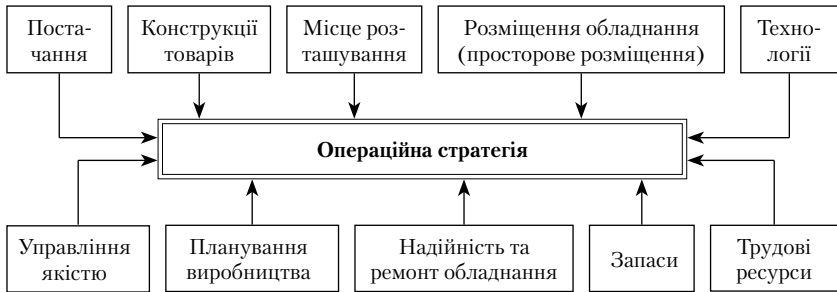 Поста-
чання
Конструкції
товарів
Місце роз-
ташування
Розміщення обладнання
(просторове розміщення)
Техно-
логії
Операційна стратегія
Управління
якістю
Планування
виробництва
Надійність та
ремонт обладнання
Запаси
Трудові
ресурси